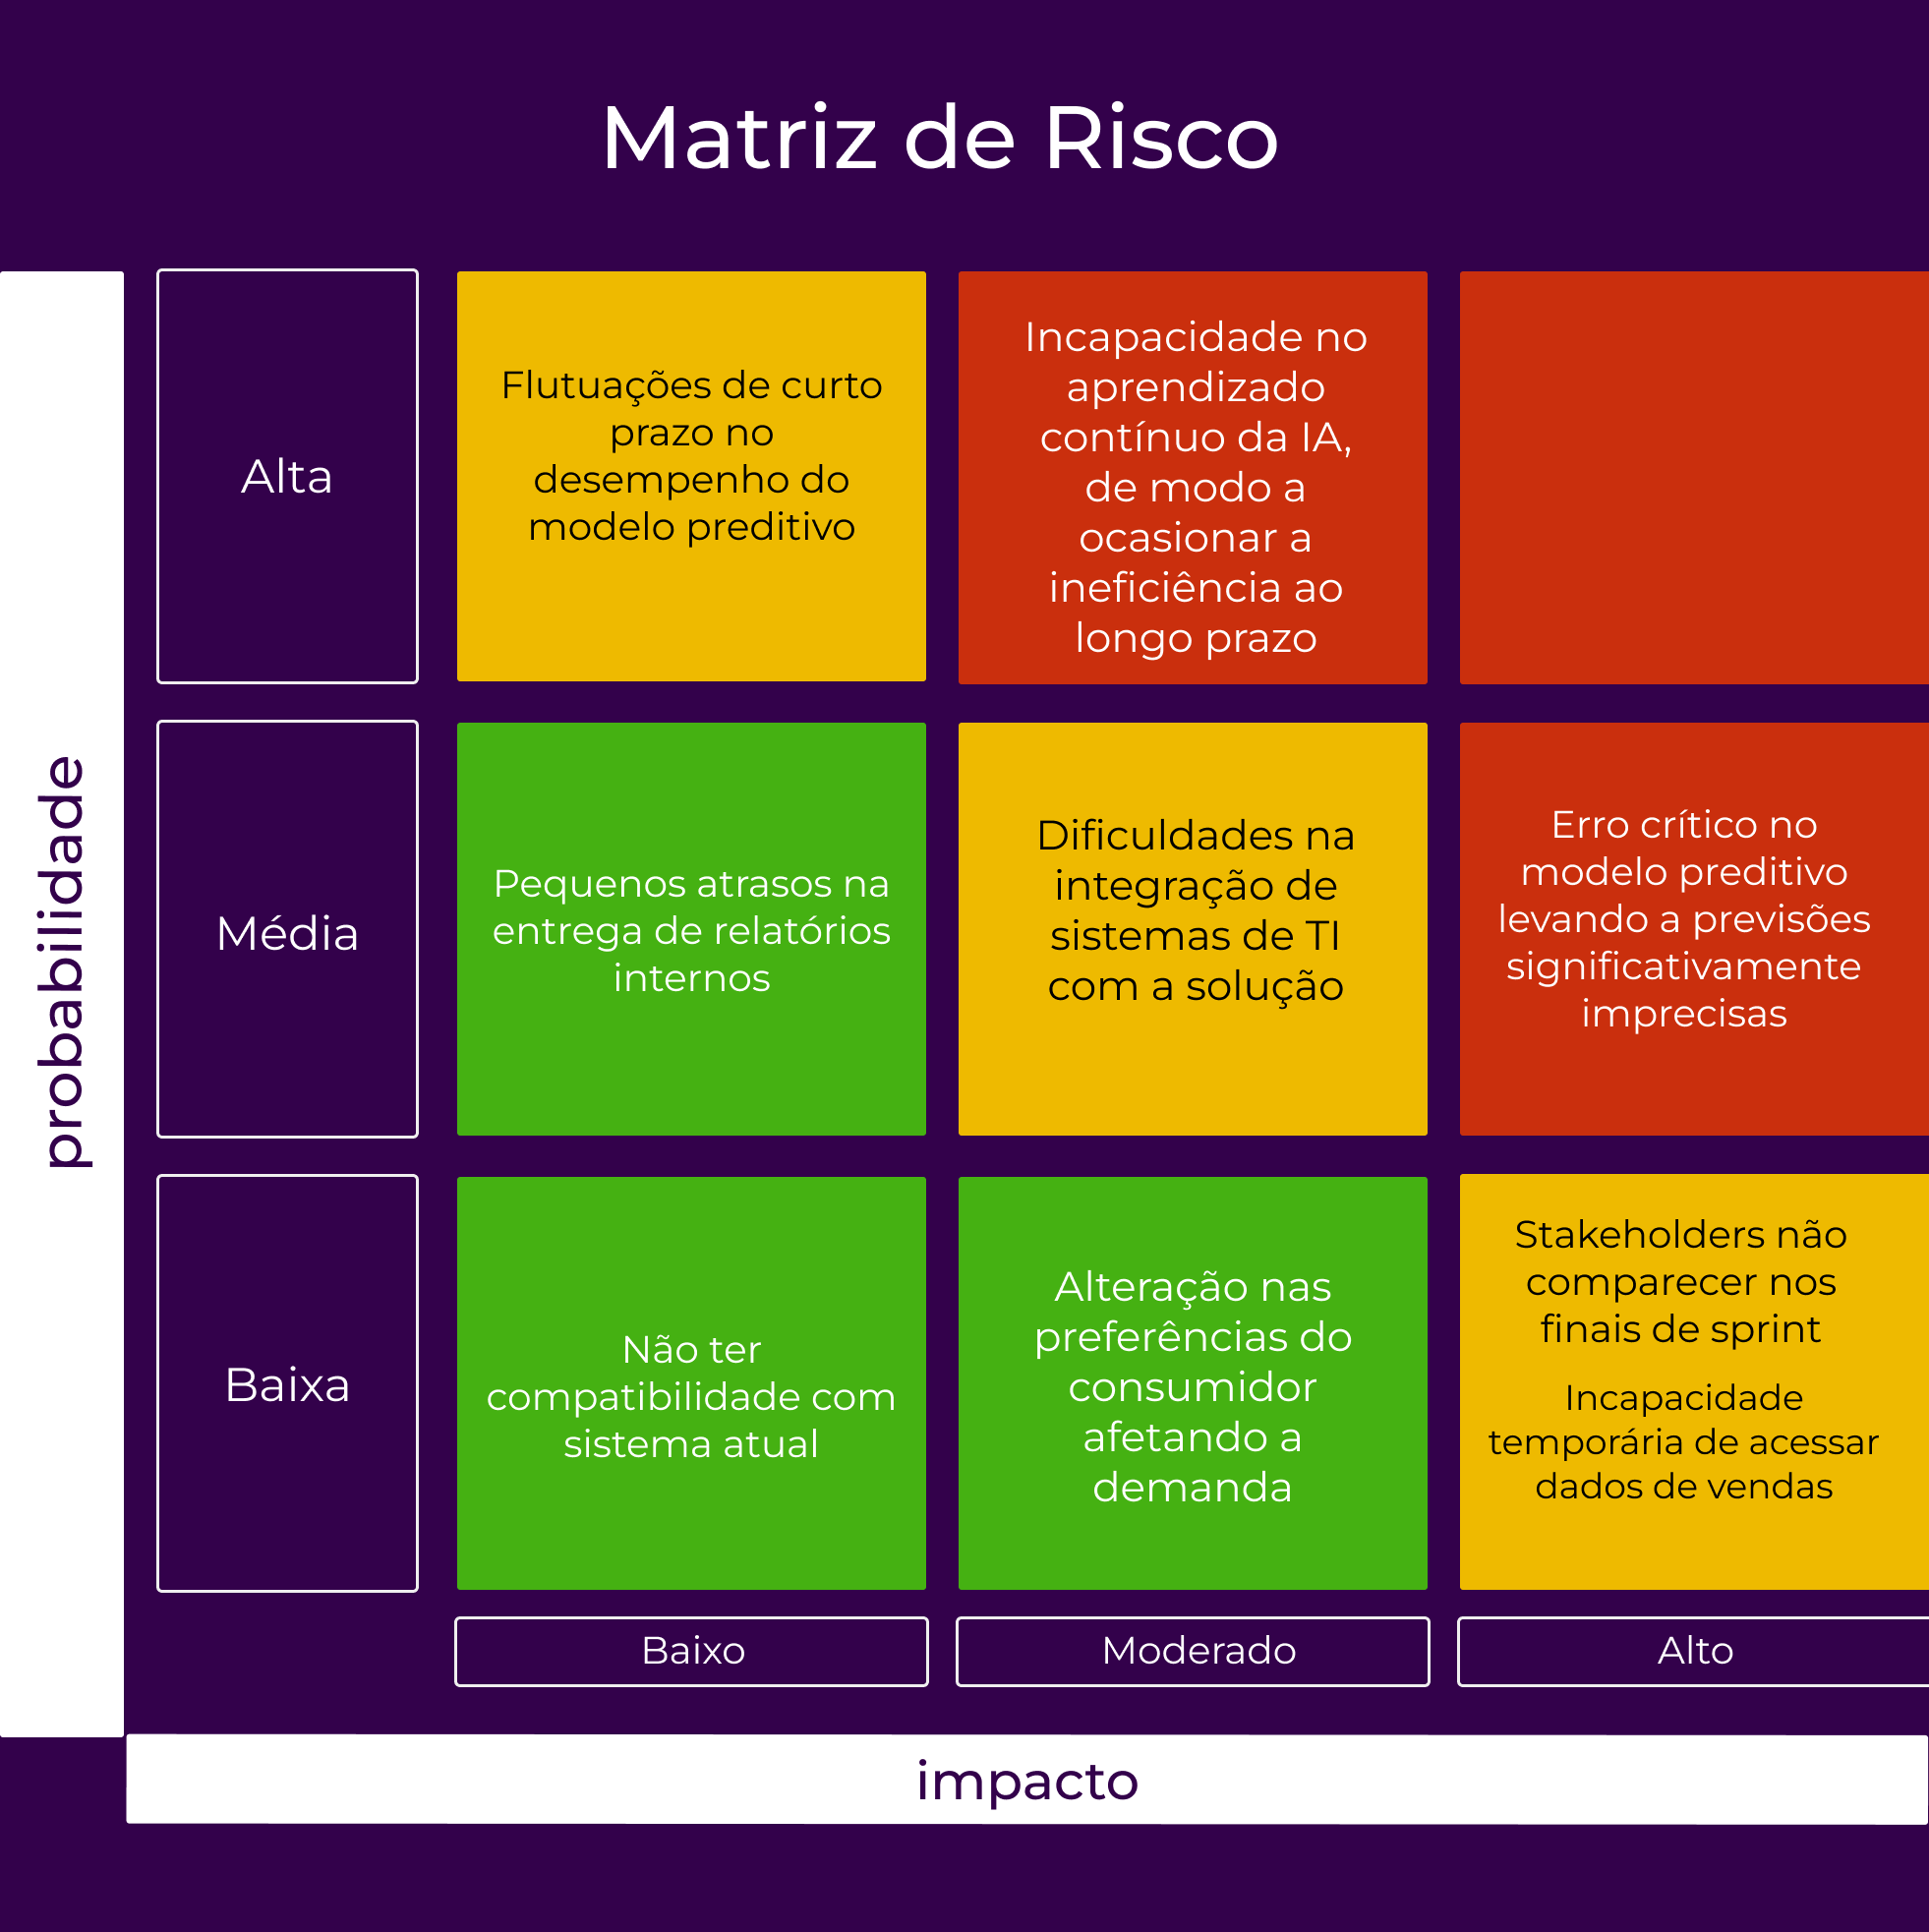 Matriz de Risco
probabilidade
Alta
Flutuações de curto
prazo no
desempenho do
modelo preditivo
Incapacidade no
aprendizado
contínuo da IA,
de modo a
ocasionar a
ineficiência ao
longo prazo
Média
Pequenos atrasos na
entrega de relatórios
internos
Dificuldades na
integração de
sistemas de TI
com a solução
Erro crítico no
modelo preditivo
levando a previsões
significativamente
imprecisas
Baixa
Não ter
compatibilidade com
sistema atual
Alteração nas
preferências do
consumidor
afetando a
demanda
Stakeholders não
comparecer nos
finais de sprint
Incapacidade
temporária de acessar
dados de vendas
Baixo
Moderado
Alto
impacto